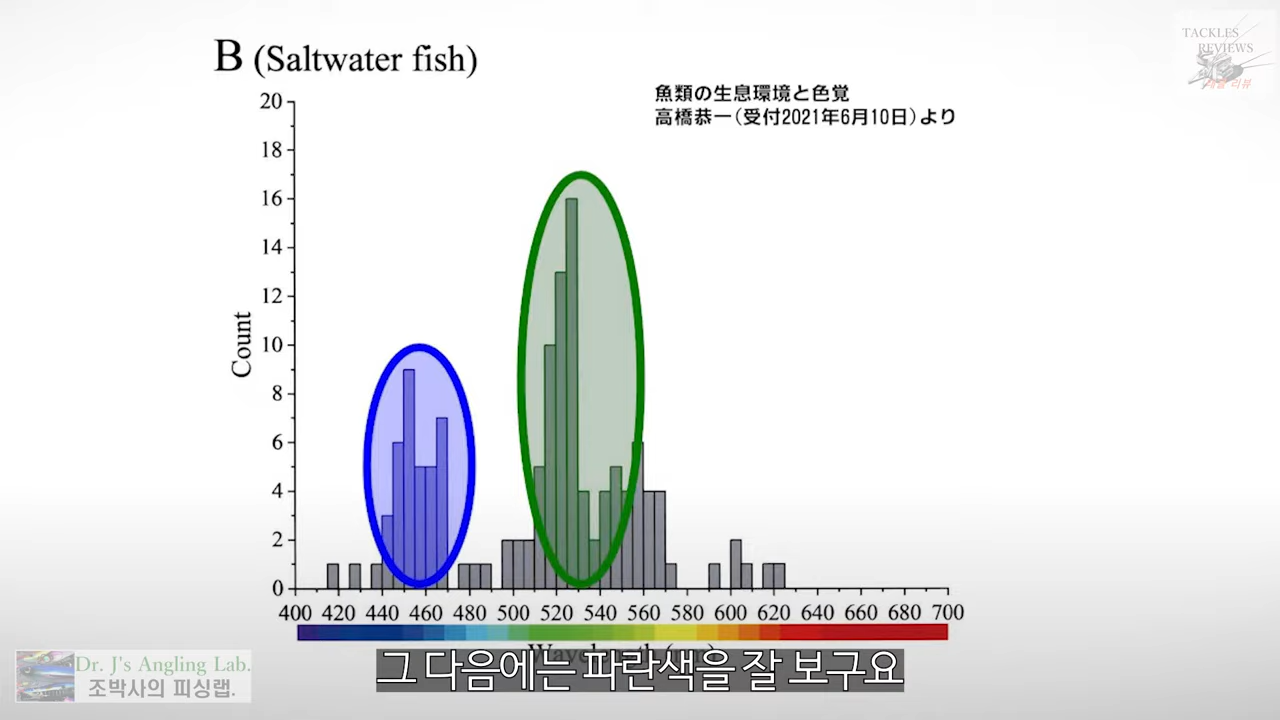 B (Saltwater fish)
TACKLES
REVIEWS
태클 리뷰
魚類の生息環境と色覚
高橋恭一(受付2021年6月10日)より
20
18
16
14
12
10
8
6
4
2
0
Count
400 420 440 460 480 500 520 540 560 580 600 620 640 660 680 700
그 다음에는 파란색을 잘 보구요
Dr. J's Angling Lab.
조박사의 피싱랩.